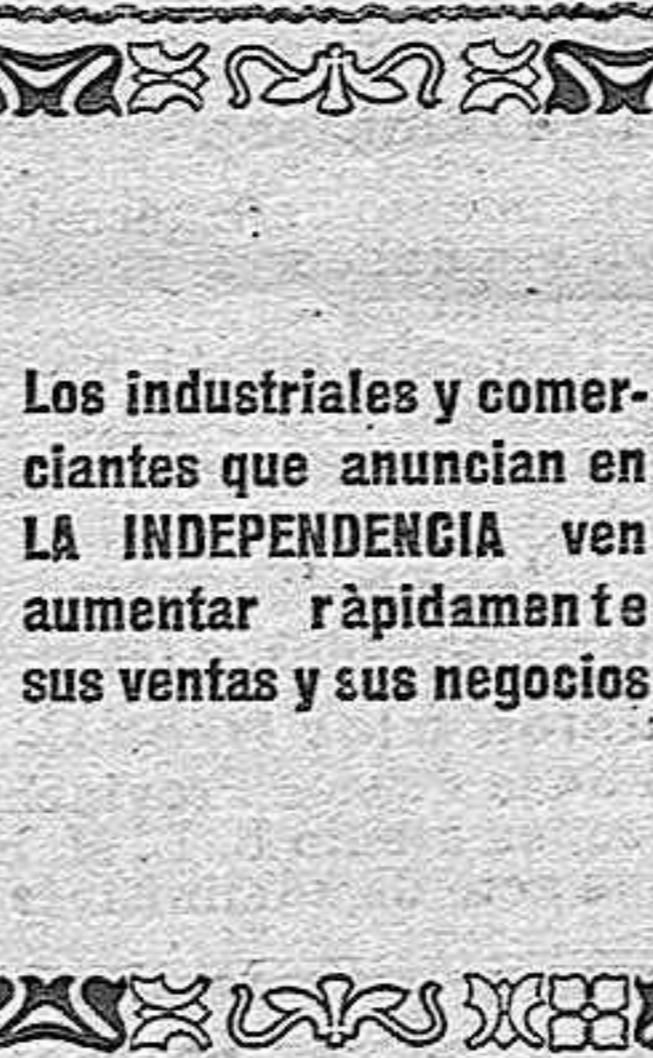 Los industriales y comer-
ciantes que anuncian en
LA INDEPENDENCIA ven
aumentar ràpidamente
sus ventas y sus negocios